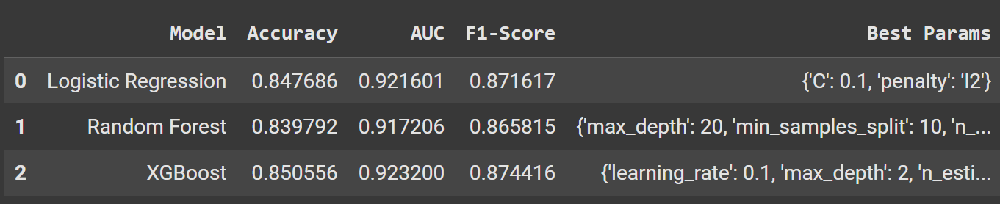 Model Accuracy AUC F1-Score Best Params
0 Logistic Regression 0.847686 0.921601 0.871617 {'C': 0.1, 'penalty': 'l2'}
1 Random Forest 0.839792 0.917206 0.865815 {'max_depth': 20, 'min_samples_split': 10, 'n_...
2 XGBoost 0.850556 0.923200 0.874416 {'learning_rate': 0.1, 'max_depth': 2, 'n_esti...